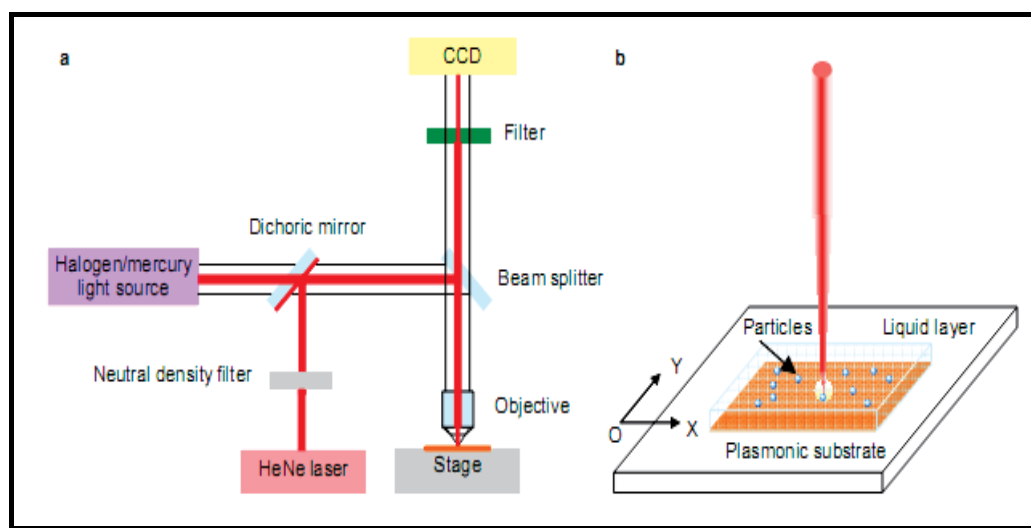 a
CCD
Filter
Dichoric mirror
Halogen/mercury
light source
Beam splitter
Neutral density filter
Objective
HeNe laser
Stage
b
Particles
Liquid layer
Y
O
X
Plasmonic substrate